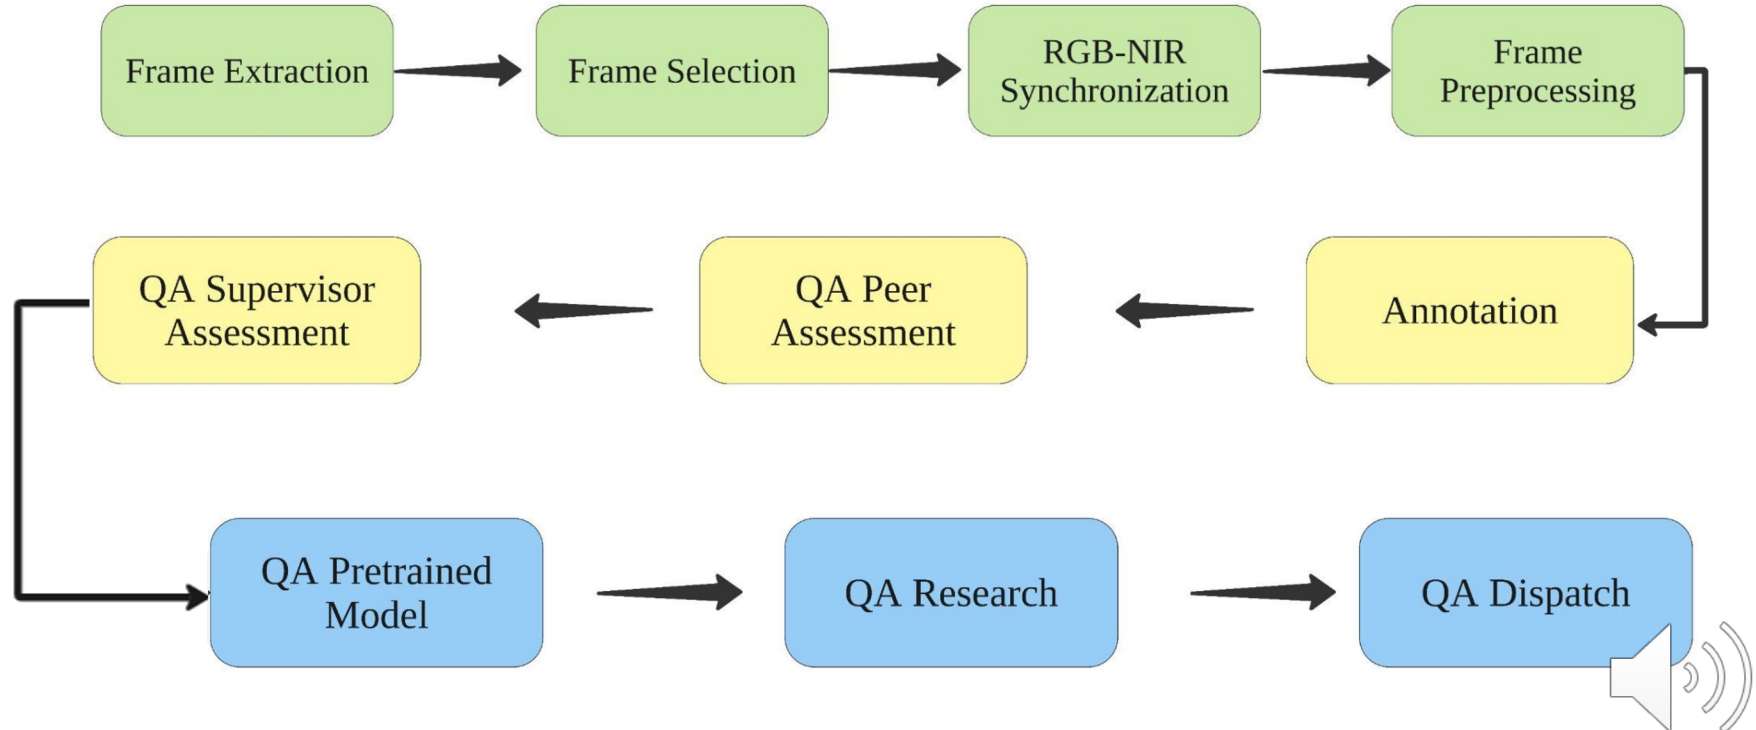 Frame Extraction
Frame Selection
RGB-NIR
Synchronization
Frame
Preprocessing
QA Supervisor
Assessment
QA Peer
Assessment
Annotation
QA Pretrained
Model
QA Research
QA Dispatch